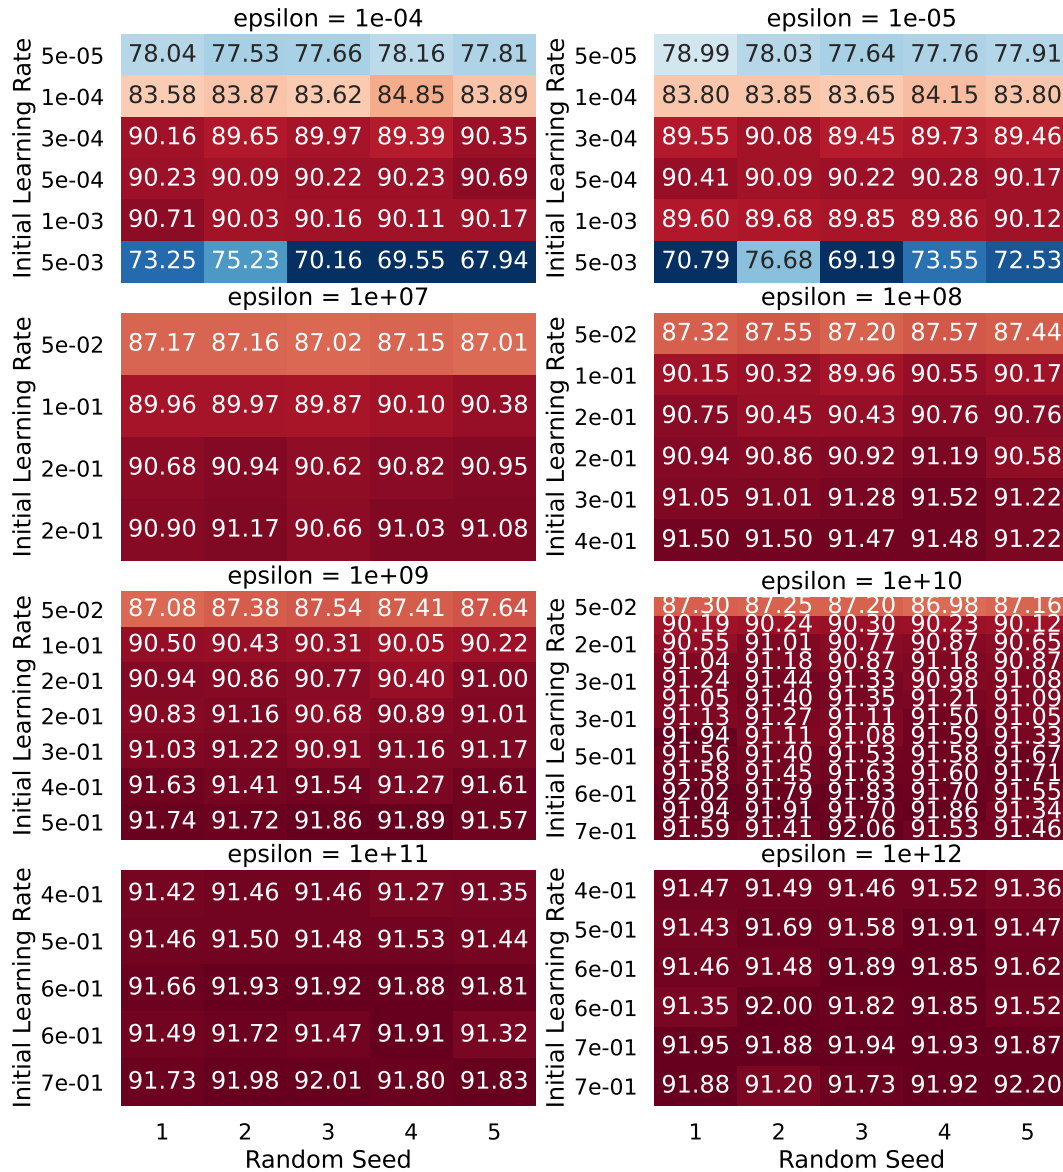 epsilon = 1e-04
Initial Learning Rate
5e-05 78.04 77.53 77.66 78.16 77.81
1e-04 83.58 83.87 83.62 84.85 83.89
3e-04 90.16 89.65 89.97 89.39 90.35
5e-04 90.23 90.09 90.22 90.23 90.69
1e-03 90.71 90.03 90.16 90.11 90.17
5e-03 73.25 75.23 70.16 69.55 67.94
epsilon = 1e-05
Initial Learning Rate
5e-05 78.99 78.03 77.64 77.76 77.91
1e-04 83.80 83.85 83.65 84.15 83.80
3e-04 89.55 90.08 89.45 89.73 89.46
5e-04 90.41 90.09 90.22 90.28 90.17
1e-03 89.60 89.68 89.85 89.86 90.12
5e-03 70.79 76.68 69.19 73.55 72.53
epsilon = 1e+07
Initial Learning Rate
5e-02 87.17 87.16 87.02 87.15 87.01
1e-01 89.96 89.97 89.87 90.10 90.38
2e-01 90.68 90.94 90.62 90.82 90.95
2e-01 90.90 91.17 90.66 91.03 91.08
epsilon = 1e+08
Initial Learning Rate
5e-02 87.32 87.55 87.20 87.57 87.44
1e-01 90.15 90.32 89.96 90.55 90.17
2e-01 90.75 90.45 90.43 90.76 90.76
2e-01 90.94 90.86 90.92 91.19 90.58
3e-01 91.05 91.01 91.28 91.52 91.22
4e-01 91.50 91.50 91.47 91.48 91.22
epsilon = 1e+09
Initial Learning Rate
5e-02 87.08 87.38 87.54 87.41 87.64
1e-01 90.50 90.43 90.31 90.05 90.22
2e-01 90.94 90.86 90.77 90.40 91.00
2e-01 90.83 91.16 90.68 90.89 91.01
3e-01 91.03 91.22 90.91 91.16 91.17
4e-01 91.63 91.41 91.54 91.27 91.61
5e-01 91.74 91.72 91.86 91.89 91.57
epsilon = 1e+10
Initial Learning Rate
5e-02 87.30 87.25 87.20 86.98 87.16
90.19 90.24 90.30 90.23 90.12
2e-01 90.55 91.01 90.77 90.87 90.65
91.04 91.18 90.87 91.18 90.87
3e-01 91.24 91.44 91.33 90.98 91.08
91.05 91.40 91.35 91.21 91.09
3e-01 91.13 91.27 91.11 91.50 91.05
91.94 91.11 91.08 91.59 91.33
5e-01 91.56 91.40 91.53 91.58 91.67
91.58 91.45 91.63 91.60 91.71
6e-01 92.02 91.79 91.83 91.70 91.55
91.94 91.91 91.70 91.86 91.34
7e-01 91.59 91.41 92.06 91.53 91.46
epsilon = 1e+11
Initial Learning Rate
4e-01 91.42 91.46 91.46 91.27 91.35
5e-01 91.46 91.50 91.48 91.53 91.44
6e-01 91.66 91.93 91.92 91.88 91.81
6e-01 91.49 91.72 91.47 91.91 91.32
7e-01 91.73 91.98 92.01 91.80 91.83
1 2 3 4 5
Random Seed
epsilon = 1e+12
Initial Learning Rate
4e-01 91.47 91.49 91.46 91.52 91.36
5e-01 91.43 91.69 91.58 91.91 91.47
6e-01 91.46 91.48 91.89 91.85 91.62
6e-01 91.35 92.00 91.82 91.85 91.52
7e-01 91.95 91.88 91.94 91.93 91.87
7e-01 91.88 91.20 91.73 91.92 92.20
1 2 3 4 5
Random Seed